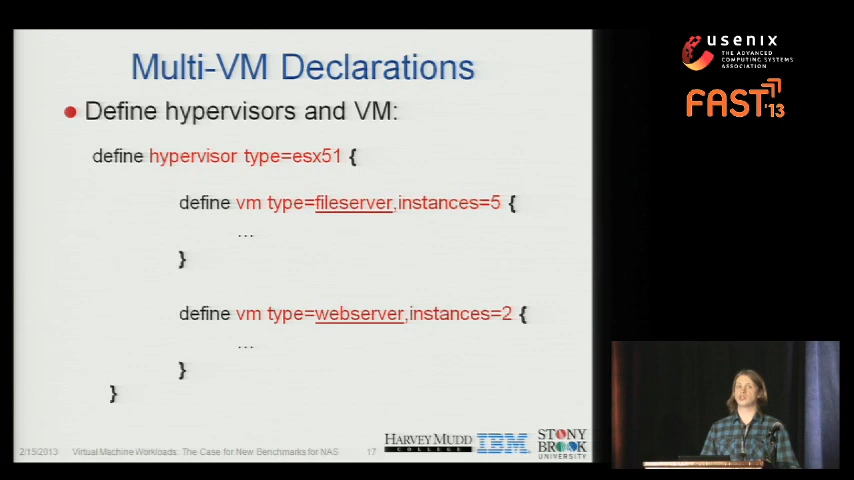 Multi-VM Declarations
Define hypervisors and VM:
define hypervisor type=esx51 {
define vm type=fileserver,instances=5 {
...
}
define vm type=webserver,instances=2 {
...
}
}
2/15/2013 Virtual Machine Workloads: The Case for New Benchmarks for NAS 17
HARVEY MUDD
COLLEGE
IBM
STONY
BROOK
UNIVERSITY
usenix
THE ADVANCED
COMPUTING SYSTEMS
ASSOCIATION
FAST '13